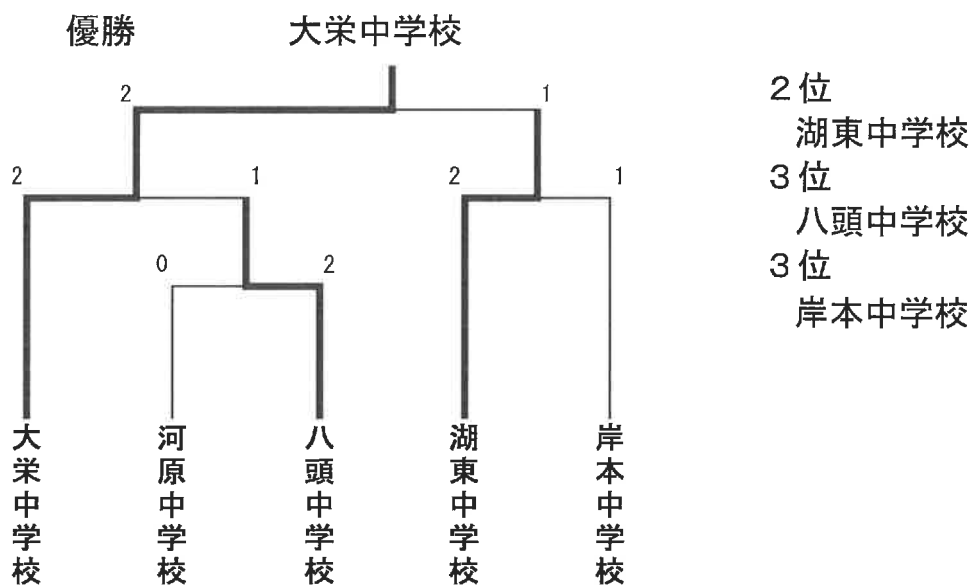 優勝 大栄中学校
2 1
2位
湖東中学校
2 1 2 1
3位
八頭中学校
0 2
3位
岸本中学校
大栄中学校
河原中学校
八頭中学校
湖東中学校
岸本中学校